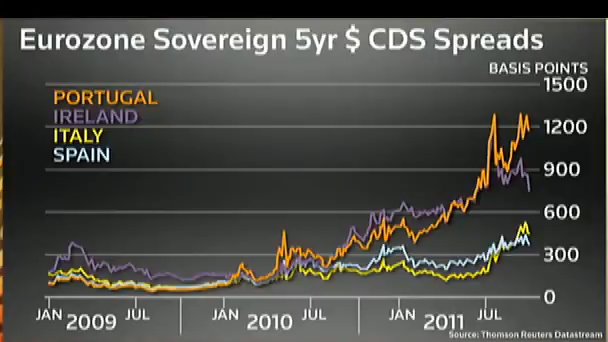 Eurozone Sovereign 5yr $ CDS Spreads
BASIS POINTS
PORTUGAL
IRELAND
ITALY
SPAIN
1500
1200
900
600
300
0
JAN JUL JAN JUL JAN JUL
2009 2010 2011
Source: Thomson Reuters Datastream